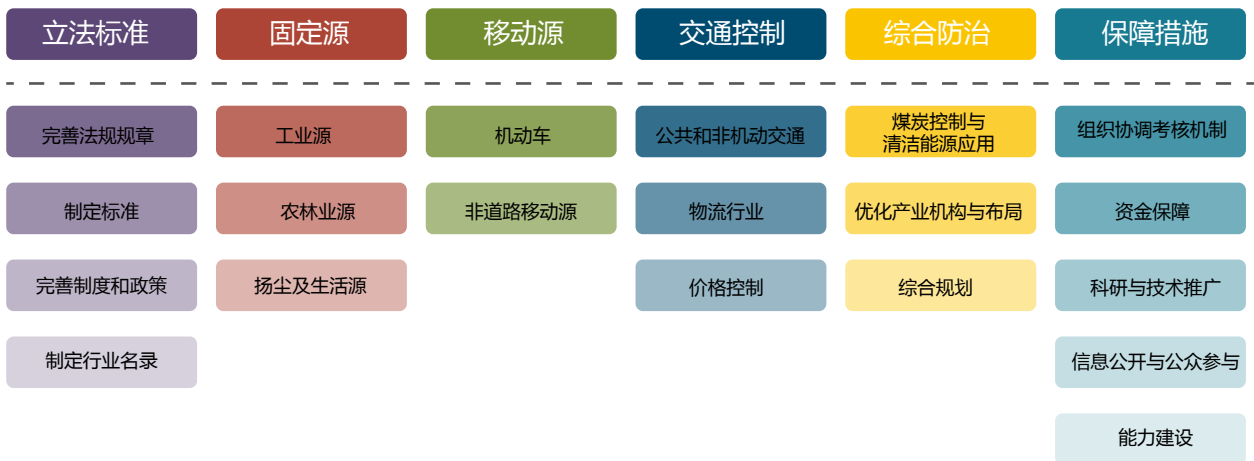 立法标准
固定源
移动源
交通控制
综合防治
保障措施
完善法规规章
工业源
机动车
公共和非机动交通
煤炭控制与
清洁能源应用
组织协调考核机制
制定标准
农林业源
非道路移动源
物流行业
优化产业机构与布局
资金保障
完善制度和政策
扬尘及生活源
价格控制
综合规划
科研与技术推广
制定行业名录
信息公开与公众参与
能力建设